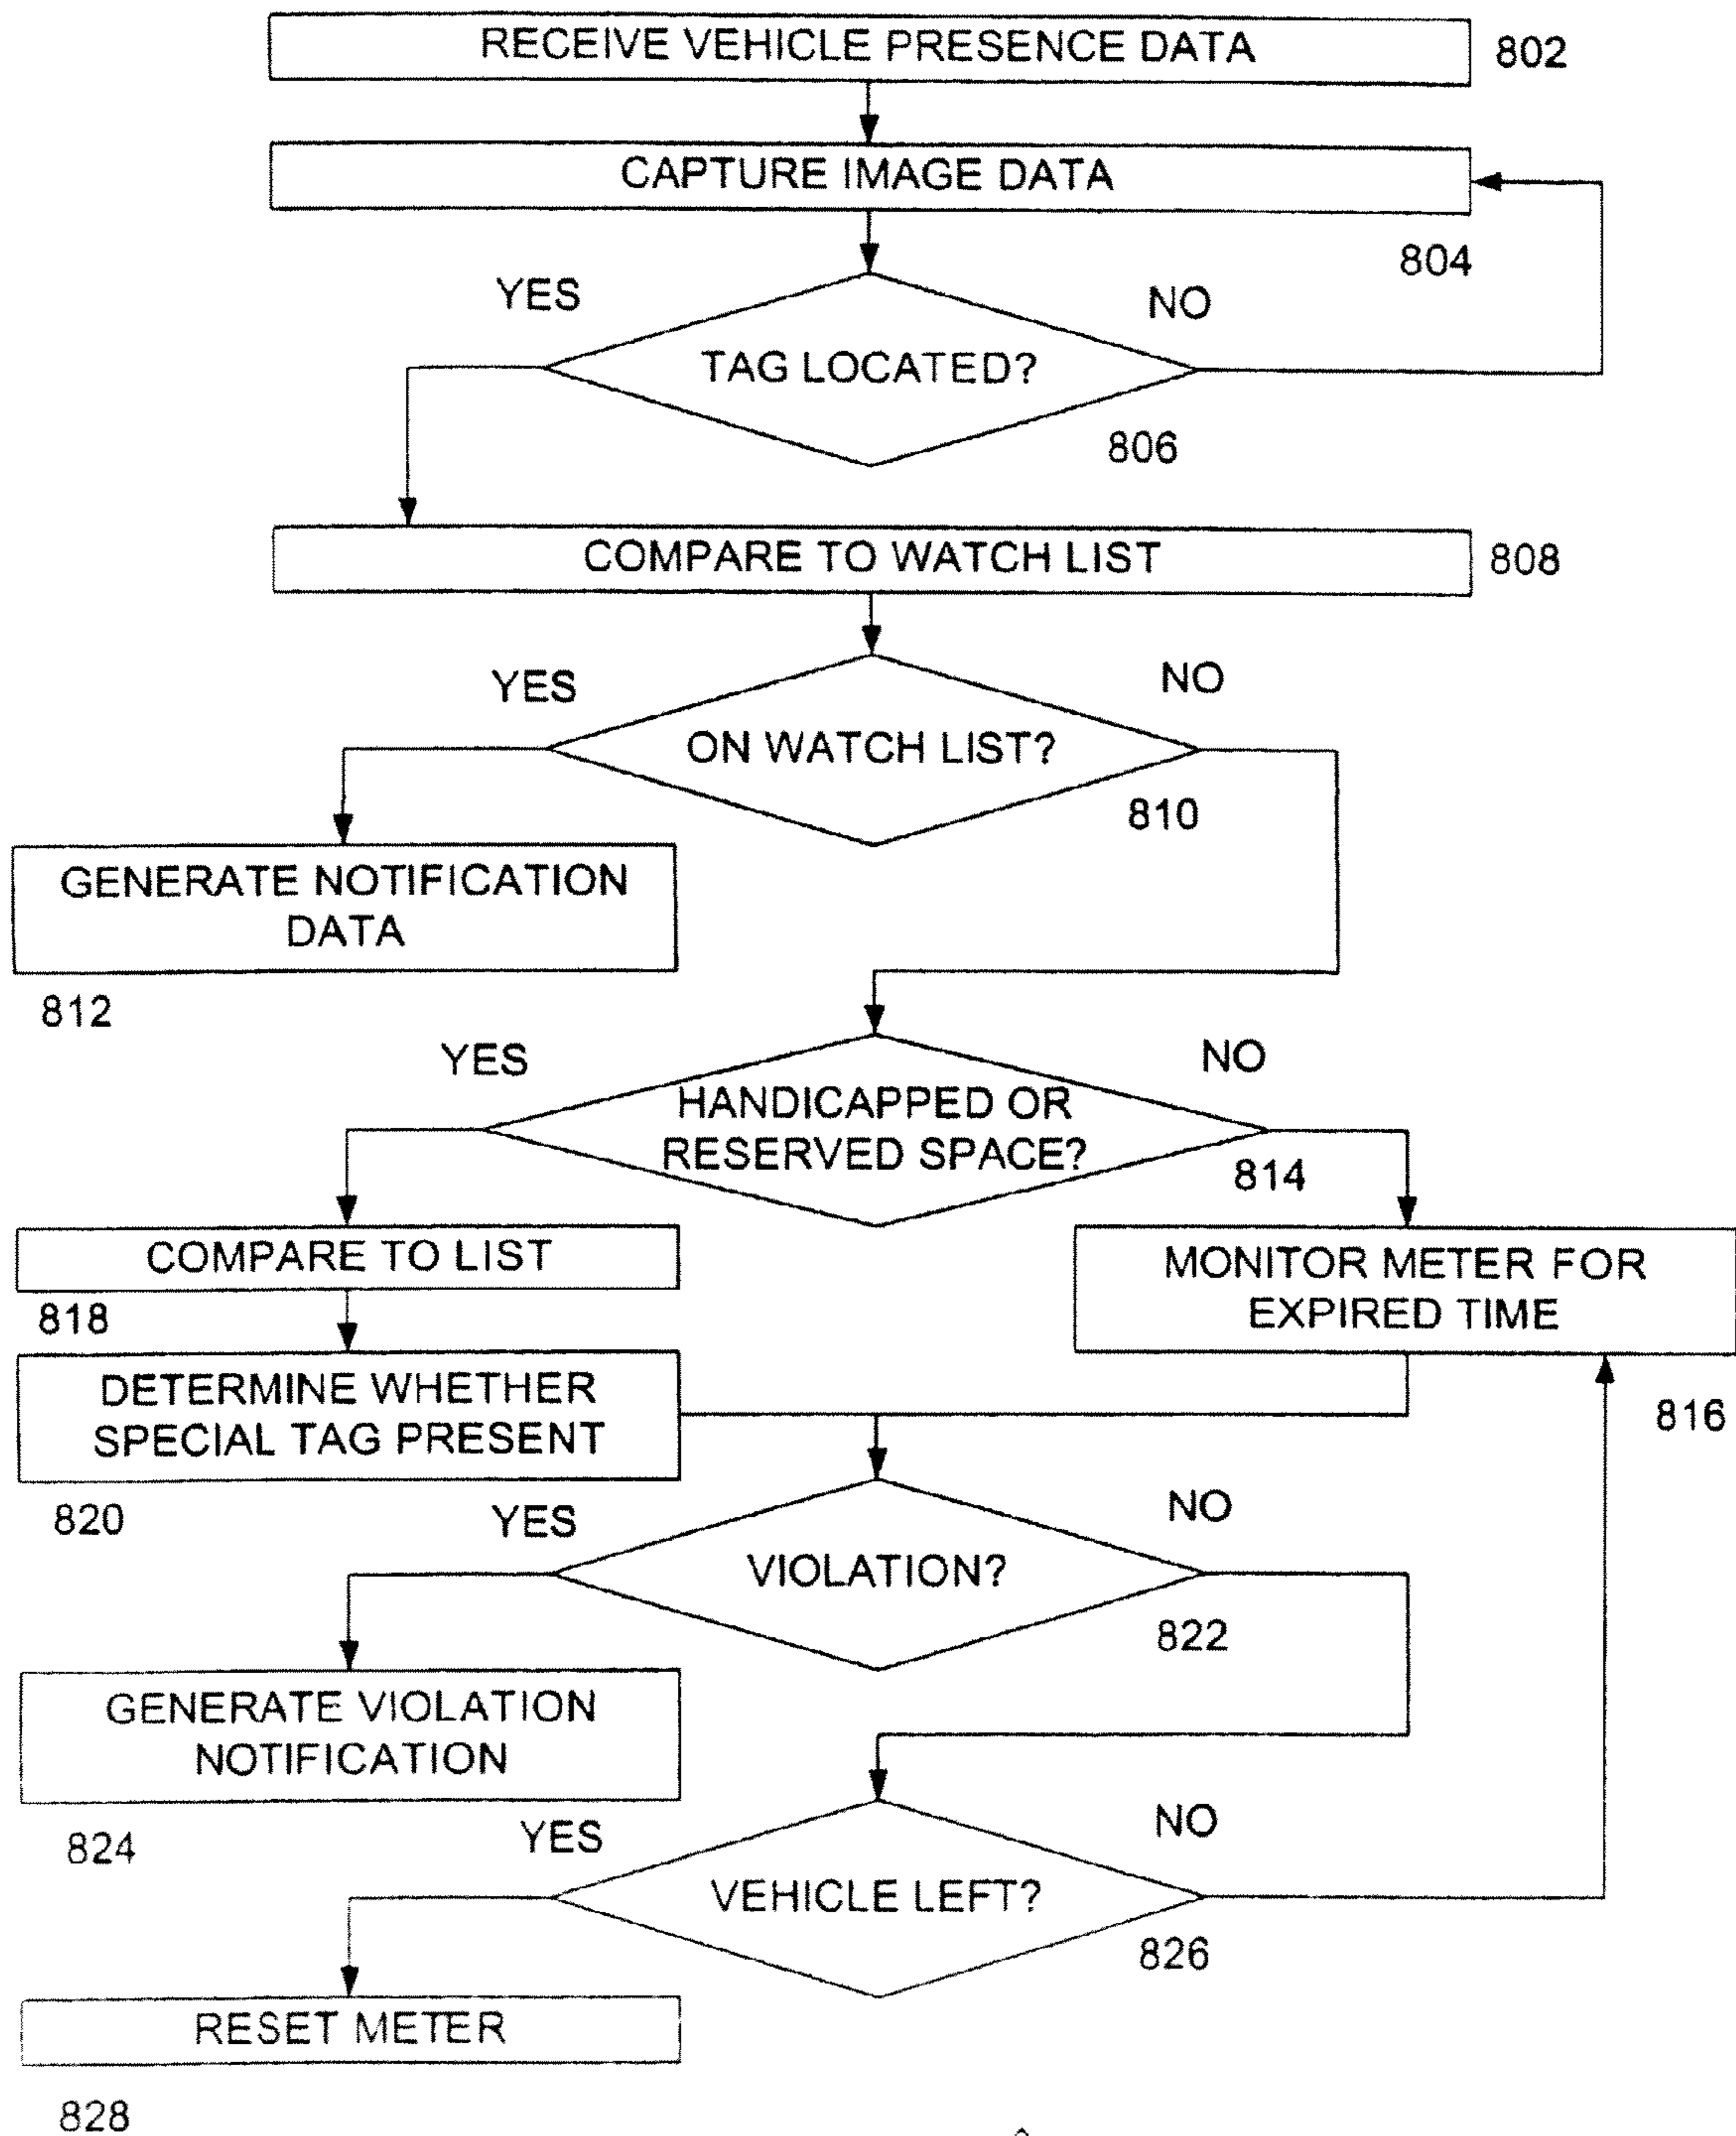 RECEIVE VEHICLE PRESENCE DATA
802
CAPTURE IMAGE DATA
804
YES
NO
TAG LOCATED?
806
COMPARE TO WATCH LIST
808
YES
NO
ON WATCH LIST?
810
GENERATE NOTIFICATION
DATA
812
YES
NO
HANDICAPPED OR
RESERVED SPACE?
814
COMPARE TO LIST
818
MONITOR METER FOR
EXPIRED TIME
816
DETERMINE WHETHER
SPECIAL TAG PRESENT
820
YES
NO
VIOLATION?
822
GENERATE VIOLATION
NOTIFICATION
824
YES
NO
VEHICLE LEFT?
826
RESET METER
828